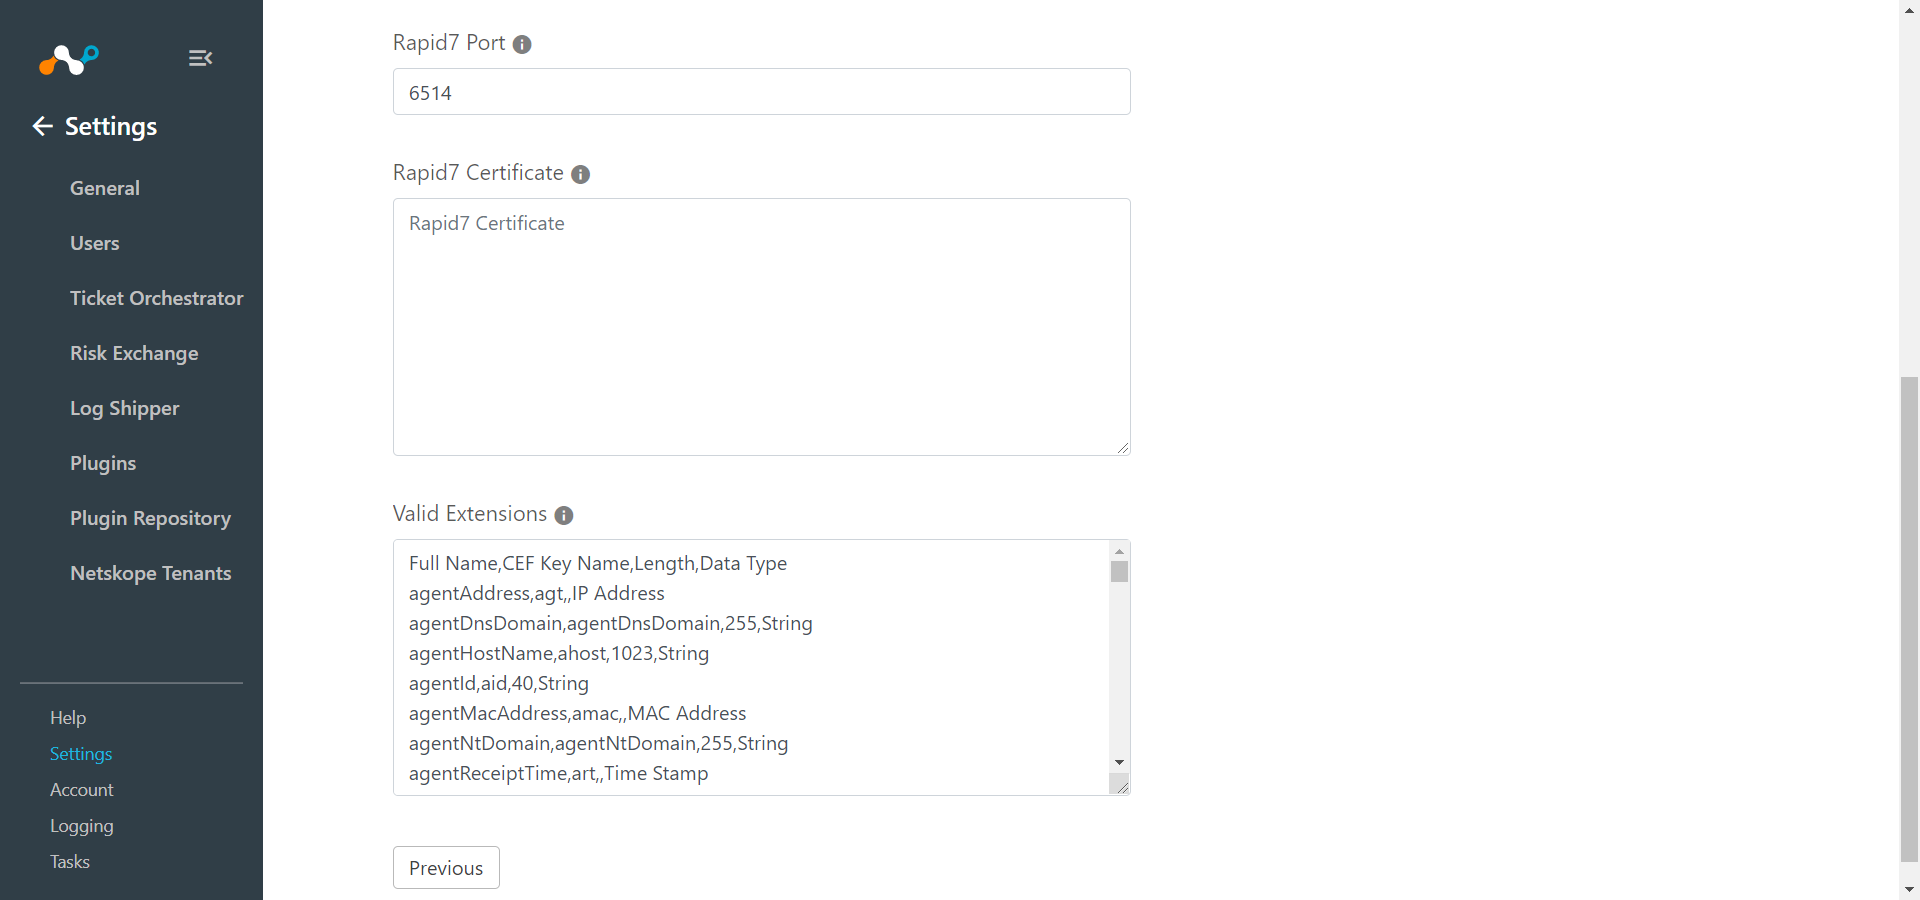 Settings
General
Users
Ticket Orchestrator
Risk Exchange
Log Shipper
Plugins
Plugin Repository
Netskope Tenants
Help
Settings
Account
Logging
Tasks
Rapid7 Port
6514
Rapid7 Certificate
Rapid7 Certificate
Valid Extensions
Full Name,CEF Key Name,Length,Data Type
agentAddress,agt,,IP Address
agentDnsDomain,agentDnsDomain,255,String
agentHostName,ahost,1023,String
agentId,aid,40,String
agentMacAddress,amac,,MAC Address
agentNtDomain,agentNtDomain,255,String
agentReceiptTime,art,,Time Stamp
Previous